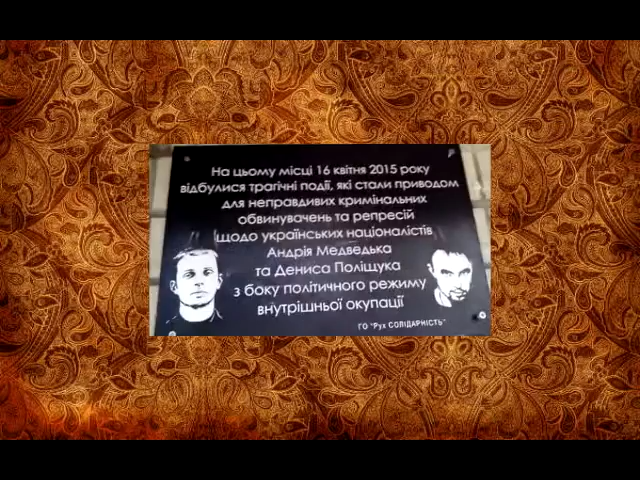 На цьому місці 16 квітня 2015 року
відбулися трагічні події, які стали приводом
для неправдивих кримінальних
обвинувачень та репресій
щодо українських націоналістів
Андрія Медведька
та Дениса Поліщука
з боку політичного режиму
внутрішньої окупації
ГО "Рух СОЛІДАРНІСТЬ"